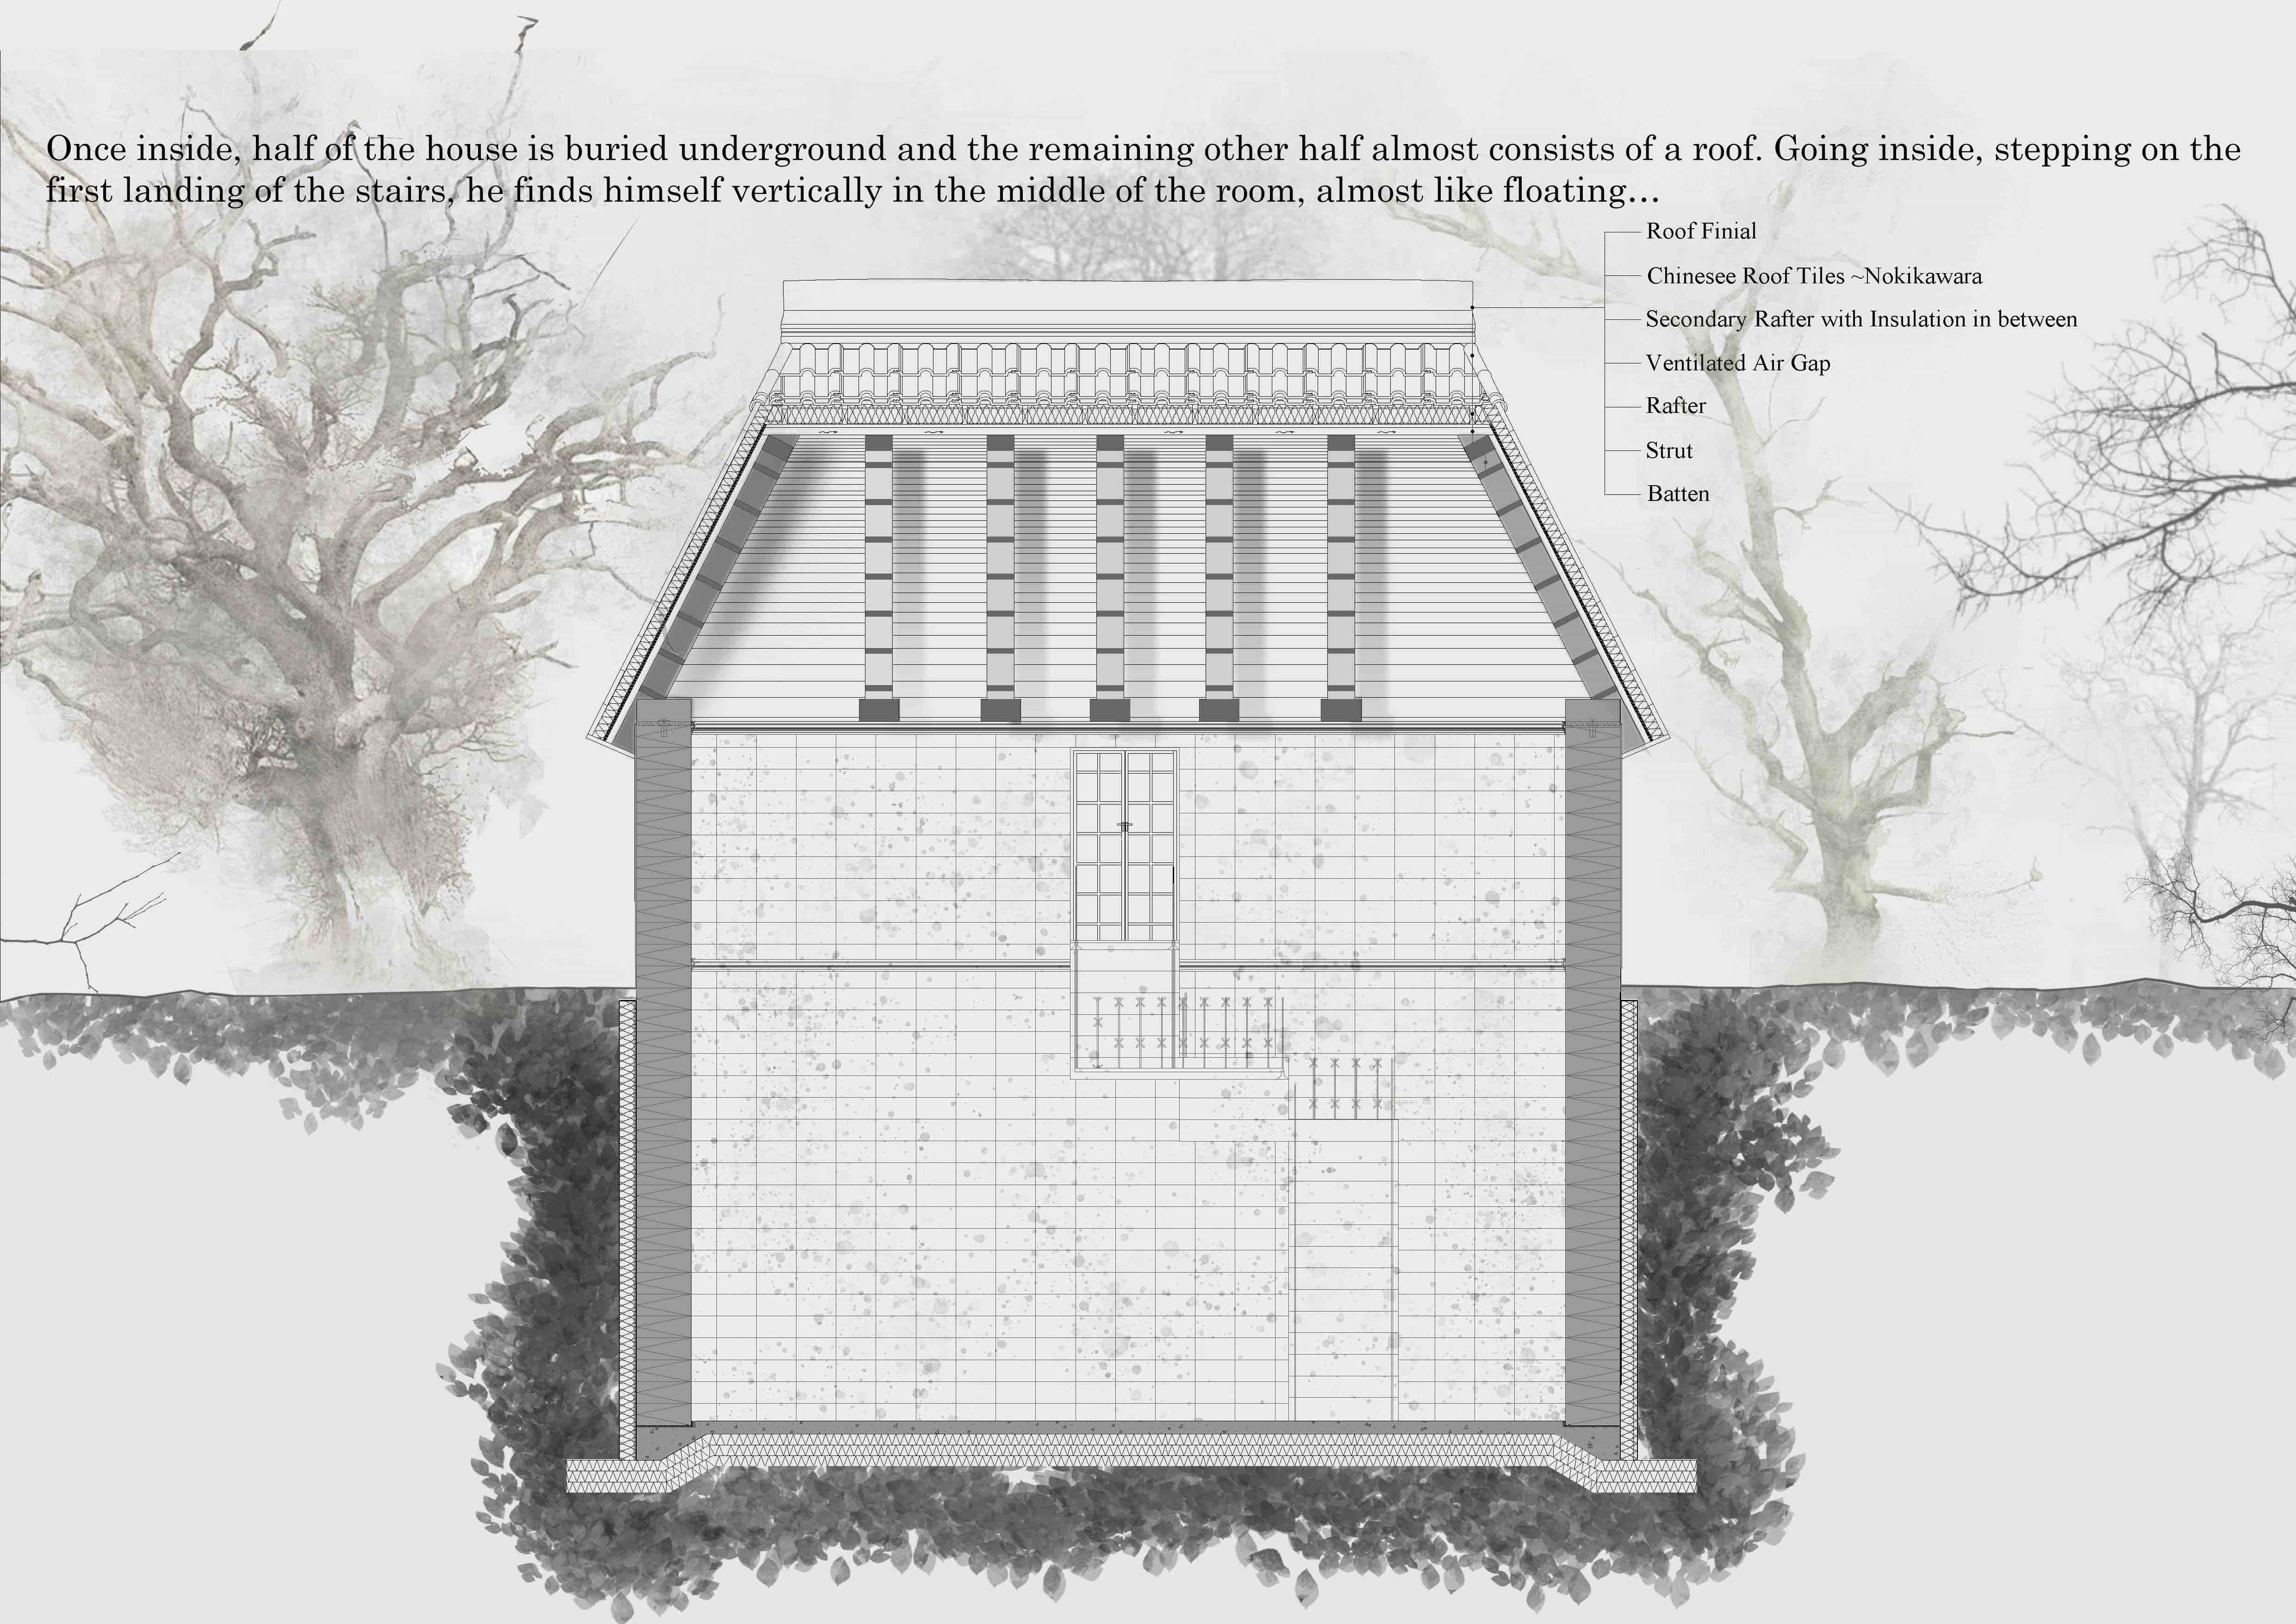 Once inside, half of the house is buried underground and the remaining other half almost consists of a roof. Going inside, stepping on the
first landing of the stairs, he finds himself vertically in the middle of the room, almost like floating...
Roof Finial
Chinesee Roof Tiles ~Nokikawara
Secondary Rafter with Insulation in between
Ventilated Air Gap
Rafter
Strut
Batten